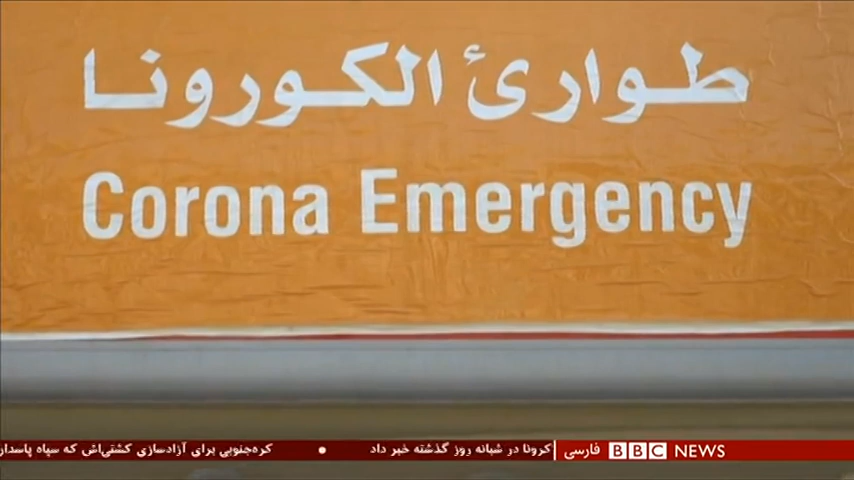 طوارئ الكورونا
Corona Emergency
BBC NEWS فارسی کرونا در شبانه روز گذشته خبر داد • کره‌جنوبی برای آزادسازی کشتی‌اش که سپاه پاسدار